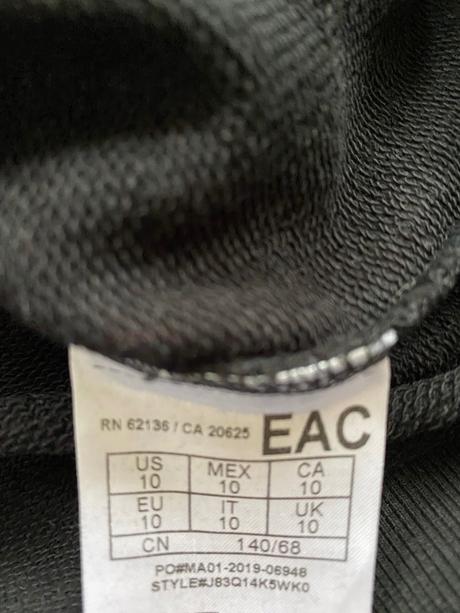 RN 62136 / CA 20625 EAC
US MEX CA
10 10 10
EU IT UK
10 10 10
CN 140/68
PO#MA01-2019-06948
STYLE#J83Q14K5WK0